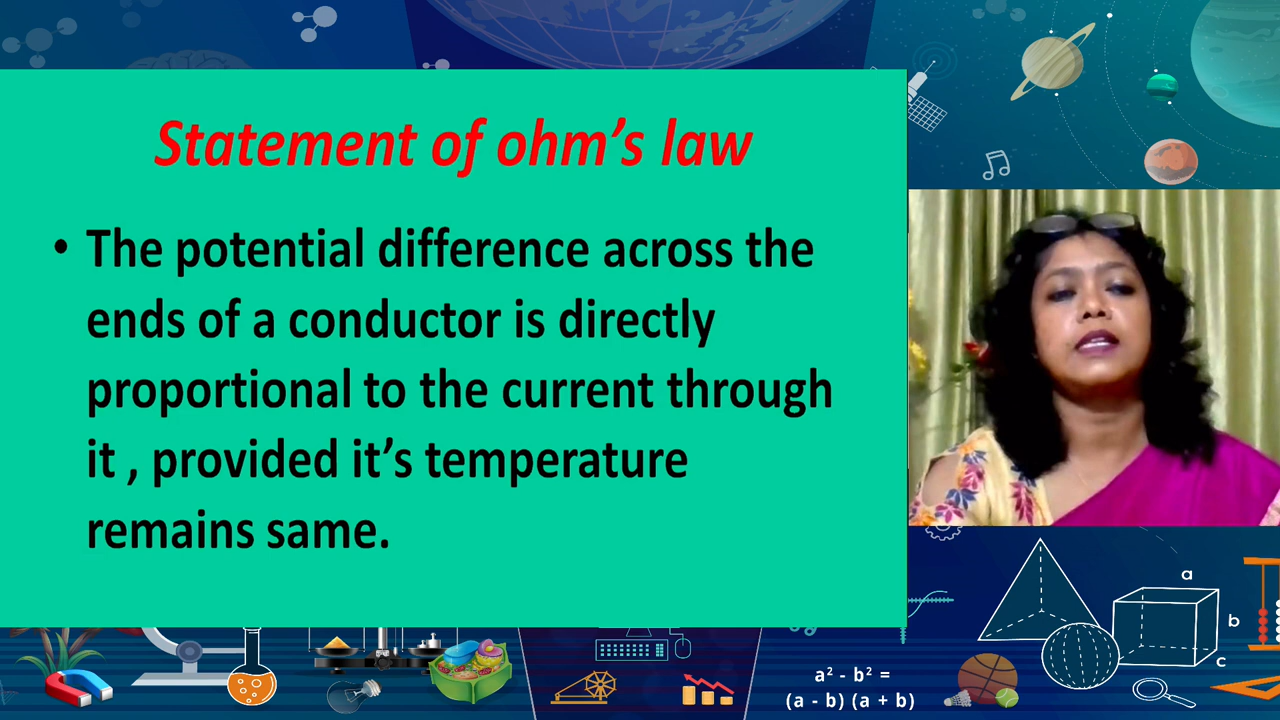 Statement of ohm’s law
• The potential difference across the
ends of a conductor is directly
proportional to the current through
it , provided it’s temperature
remains same.
a
b
c
a² - b² =
(a - b) (a + b)